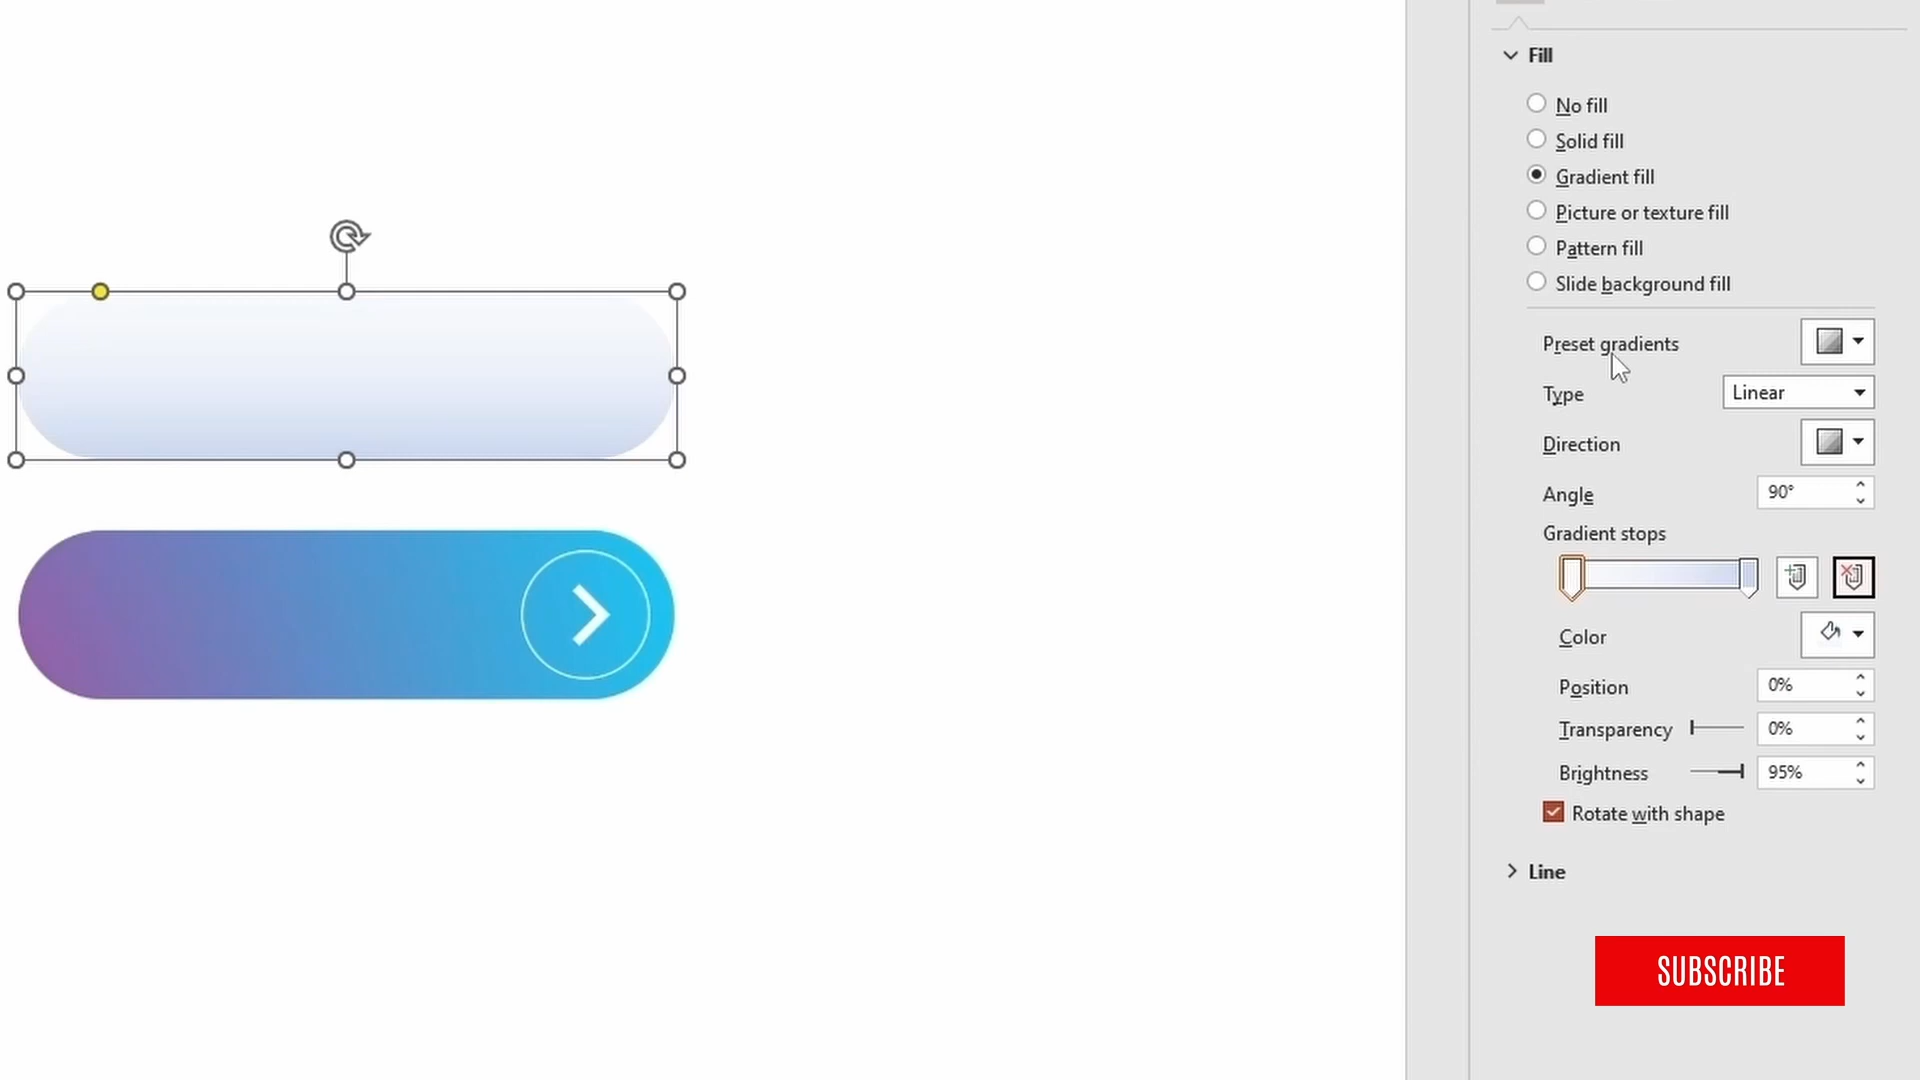 Fill
No fill
Solid fill
Gradient fill
Picture or texture fill
Pattern fill
Slide background fill
Preset gradients
Type
Linear
Direction
Angle
90°
Gradient stops
Color
Position
0%
Transparency
0%
Brightness
95%
Rotate with shape
Line
SUBSCRIBE